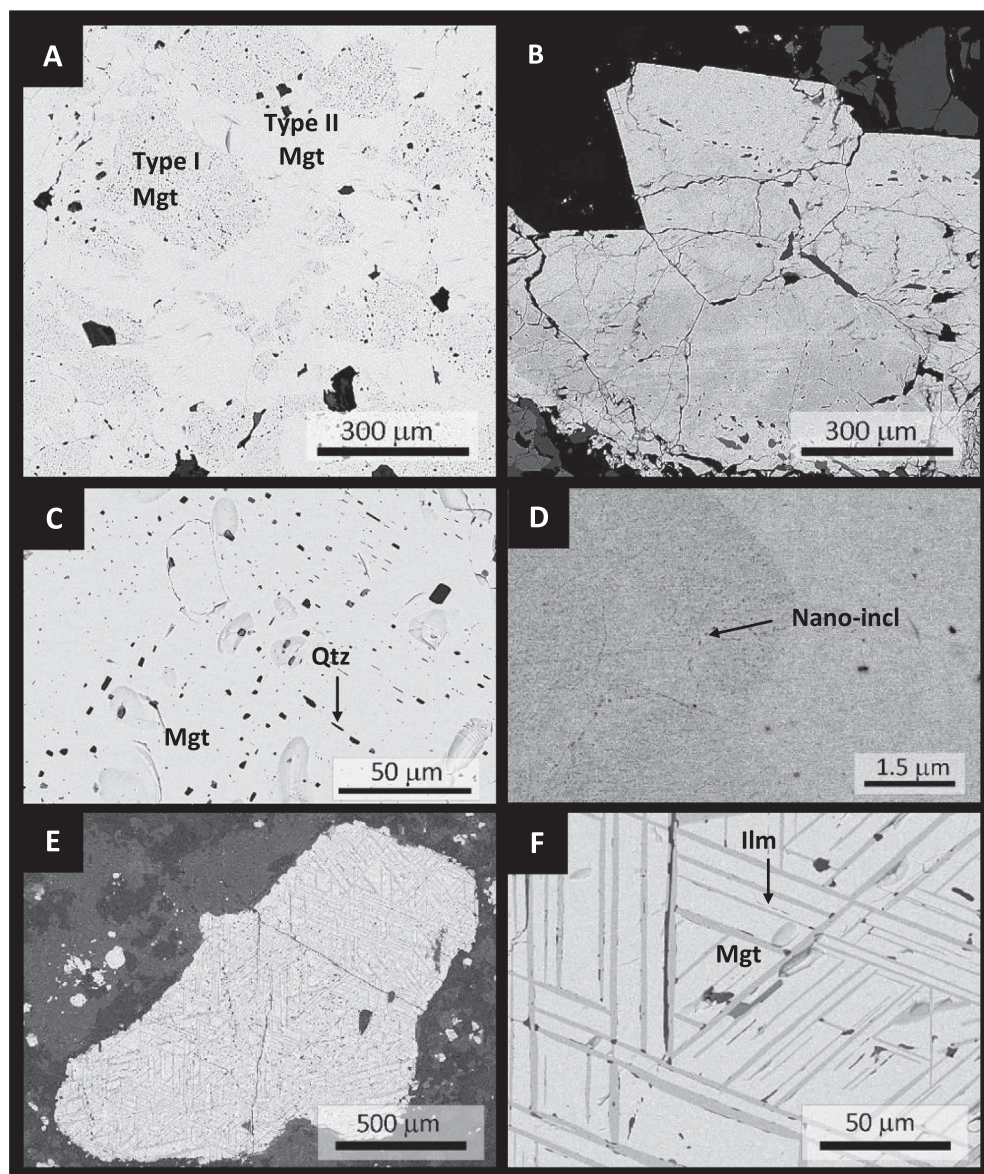 A
B
Type II
Mgt
Type I
Mgt
300 μm
300 μm
C
D
Nano-incl
Qtz
Mgt
50 μm
1.5 μm
E
F
Ilm
Mgt
500 μm
50 μm